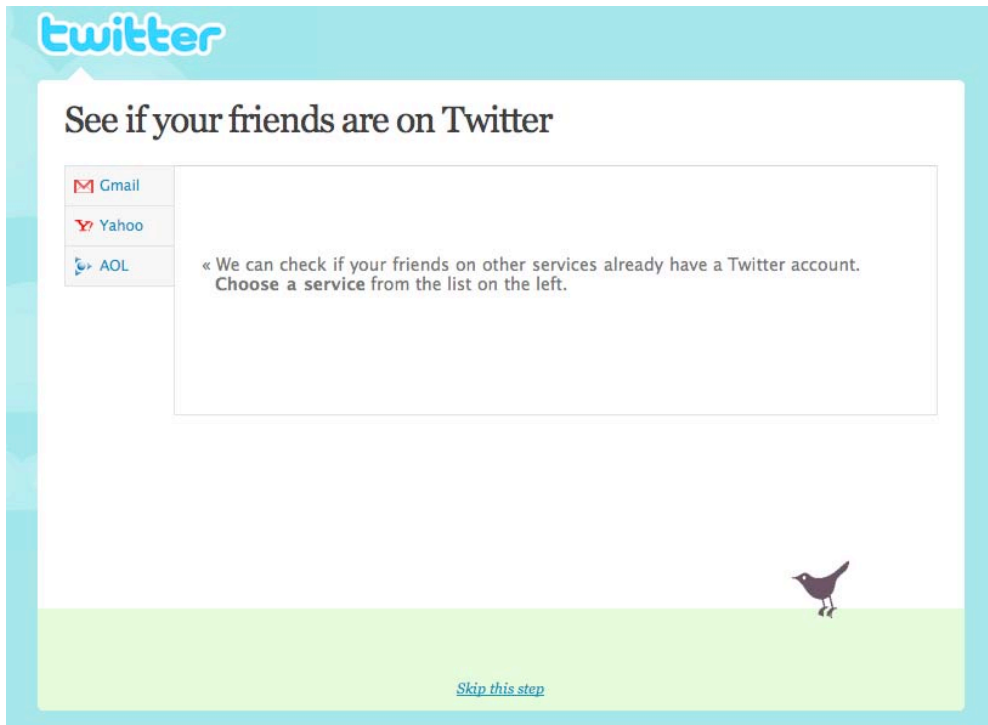 twitter
See if your friends are on Twitter
Gmail
Yahoo
AOL
« We can check if your friends on other services already have a Twitter account.
Choose a service from the list on the left.
Skip this step